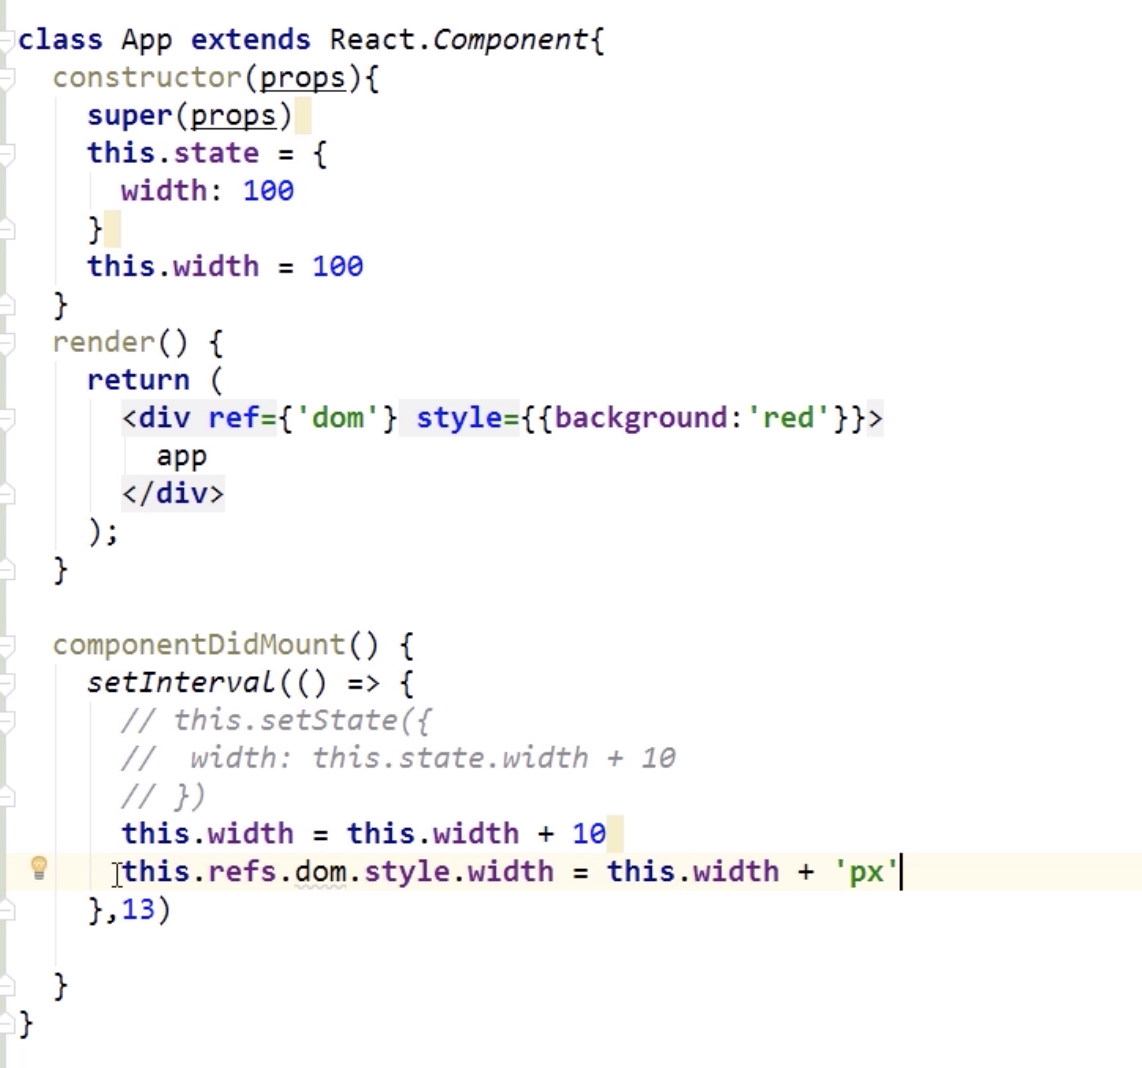 class App extends React.Component{
  constructor(props){
    super(props)
    this.state = {
      width: 100
    }
    this.width = 100
  }
  render() {
    return (
      <div ref={'dom'} style={{background:'red'}}>
        app
      </div>
    );
  }

  componentDidMount() {
    setInterval(() => {
      // this.setState({
      //  width: this.state.width + 10
      // })
      this.width = this.width + 10
      this.refs.dom.style.width = this.width + 'px'
    },13)

  }
}